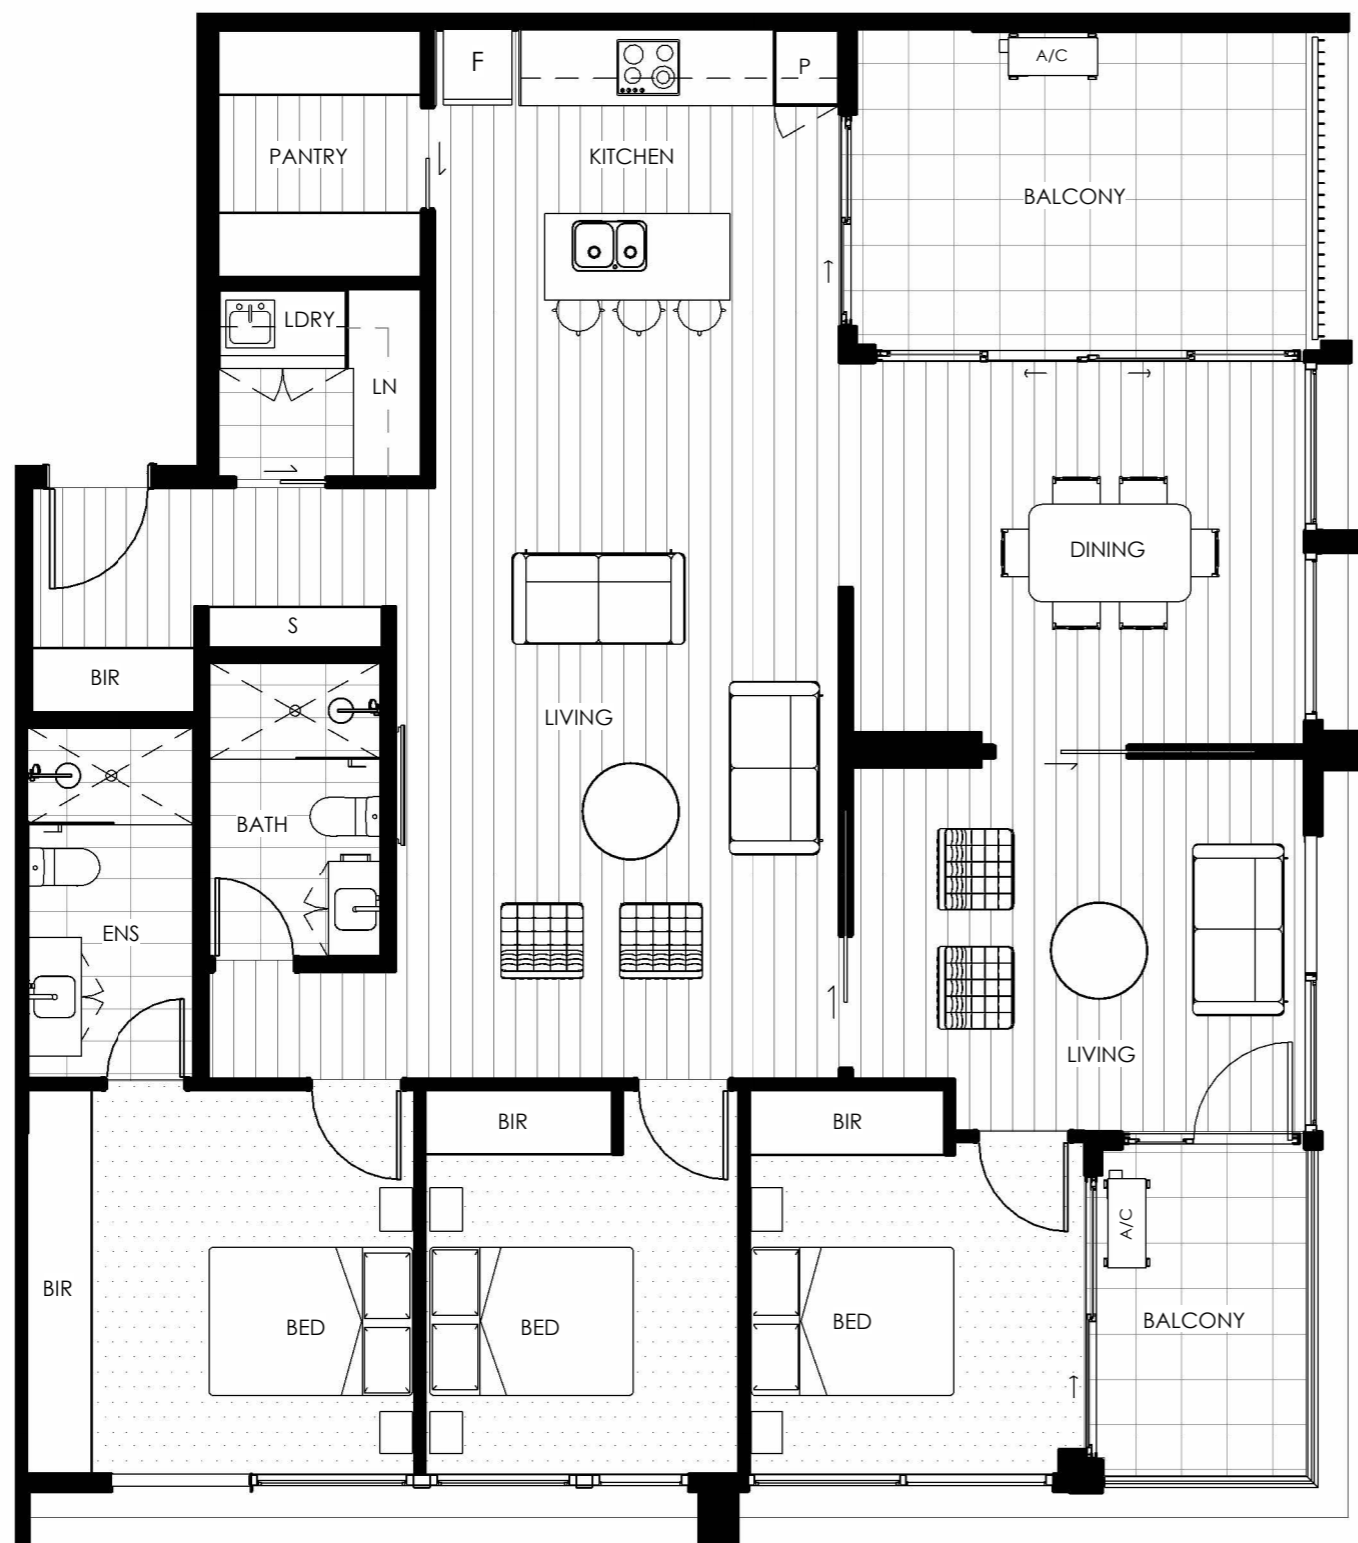 F
P
A/C
PANTRY
KITCHEN
BALCONY
LDRY
LN
DINING
S
BIR
LIVING
BATH
ENS
LIVING
BIR
BIR
A/C
BIR
BED
BED
BED
BALCONY